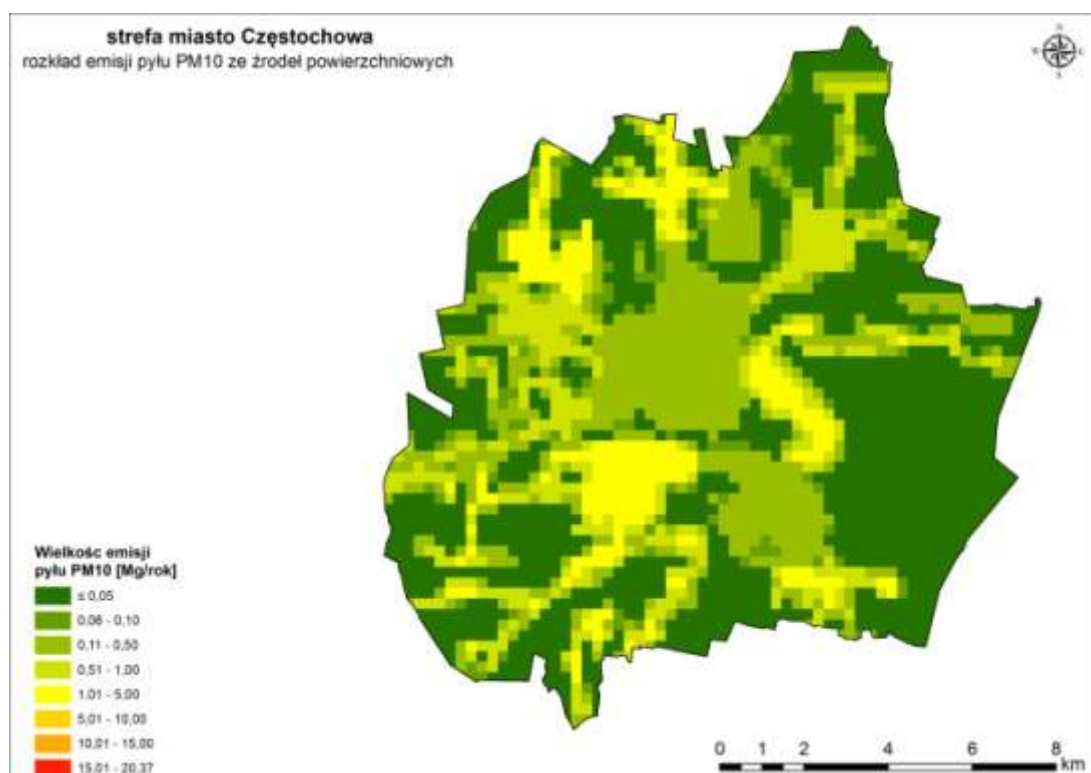 strefa miasto Częstochowa
rozkład emisji pyłu PM10 ze źrodeł powierzchniowych
Wielkośc emisji
pyłu PM10 [Mg/rok]
≤ 0,05
0,06 - 0,10
0,11 - 0,50
0,51 - 1,00
1,01 - 5,00
5,01 - 10,00
10,01 - 15,00
15,01 - 20,37
0 1 2 4 6 8
km